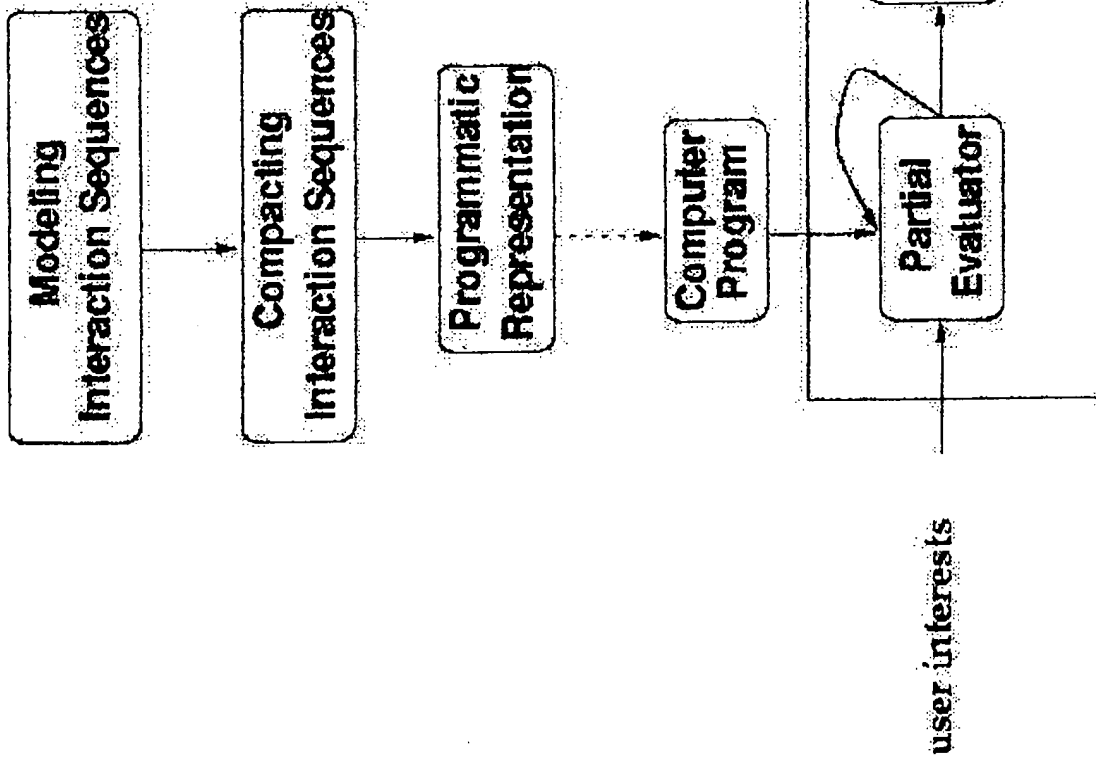 Modeling
Interaction Sequences
Compacting
Interaction Sequences
Programmatic
Representation
Computer
Program
Partial
Evaluator
user interests